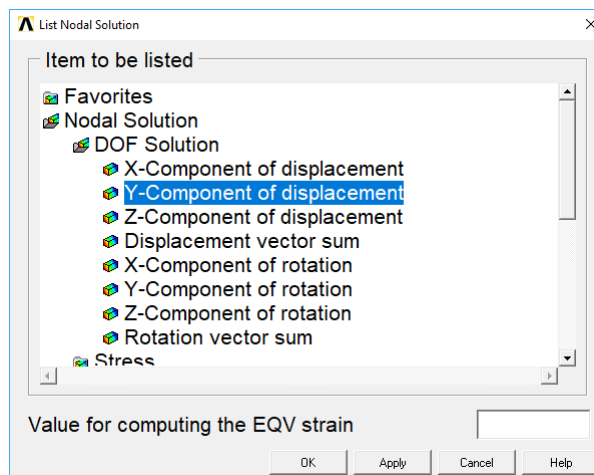 List Nodal Solution
Item to be listed
Favorites
Nodal Solution
DOF Solution
X-Component of displacement
Y-Component of displacement
Z-Component of displacement
Displacement vector sum
X-Component of rotation
Y-Component of rotation
Z-Component of rotation
Rotation vector sum
Stress
Value for computing the EQV strain
OK Apply Cancel Help